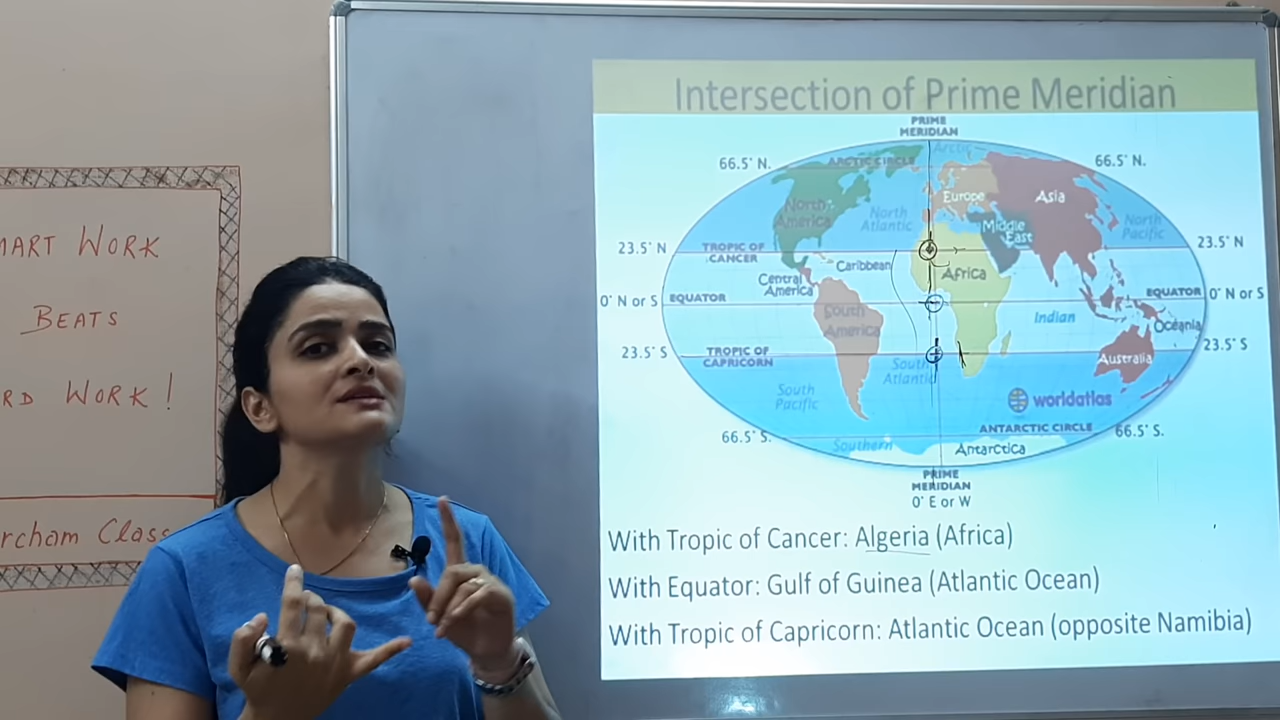 MART WORK
BEATS
RD WORK!
rcham Class
Intersection of Prime Meridian
PRIME
MERIDIAN
Arctic
66.5° N.
ARCTIC CIRCLE
66.5° N.
North
America
North
Atlantic
Europe
Asia
Middle
East
North
Pacific
23.5° N
TROPIC OF
CANCER
23.5° N
Caribbean
Africa
Central
America
0° N or S
EQUATOR
EQUATOR
0° N or S
South
America
Indian
Oceania
23.5° S
TROPIC OF
CAPRICORN
South
Atlantic
Australia
23.5° S
South
Pacific
worldatlas
66.5° S.
ANTARCTIC CIRCLE
66.5° S.
Southern
Antarctica
PRIME
MERIDIAN
0° E or W
With Tropic of Cancer: Algeria (Africa)
With Equator: Gulf of Guinea (Atlantic Ocean)
With Tropic of Capricorn: Atlantic Ocean (opposite Namibia)